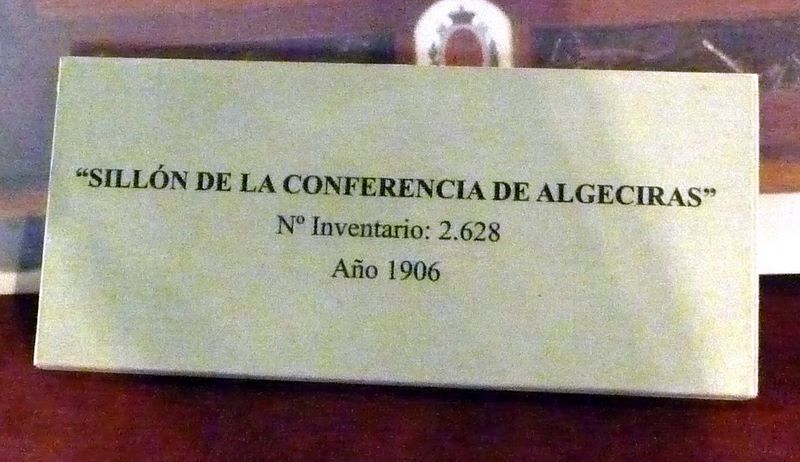 “SILLÓN DE LA CONFERENCIA DE ALGECIRAS”
Nº Inventario: 2.628
Año 1906